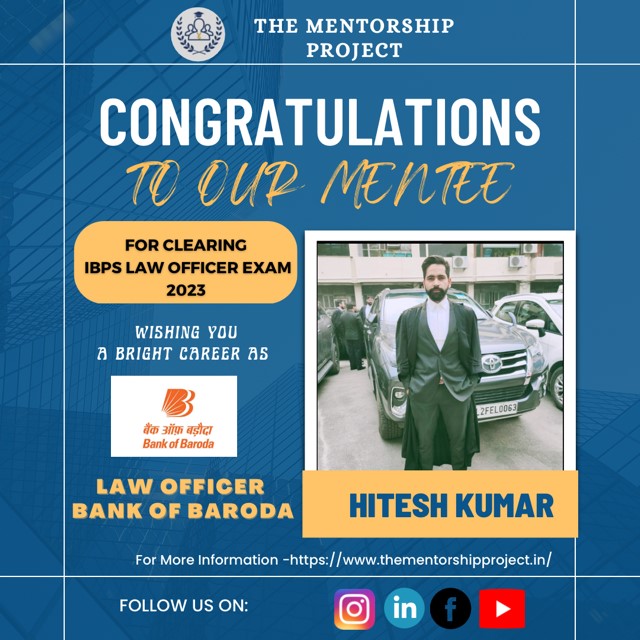 THE MENTORSHIP
PROJECT
CONGRATULATIONS
TO OUR MENTEE
FOR CLEARING
IBPS LAW OFFICER EXAM
2023
WISHING YOU
A BRIGHT CAREER AS
बैंक ऑफ़ बड़ौदा
Bank of Baroda
LAW OFFICER
BANK OF BARODA
L2FEL0063
HITESH KUMAR
For More Information -https://www.thementorshipproject.in/
FOLLOW US ON: